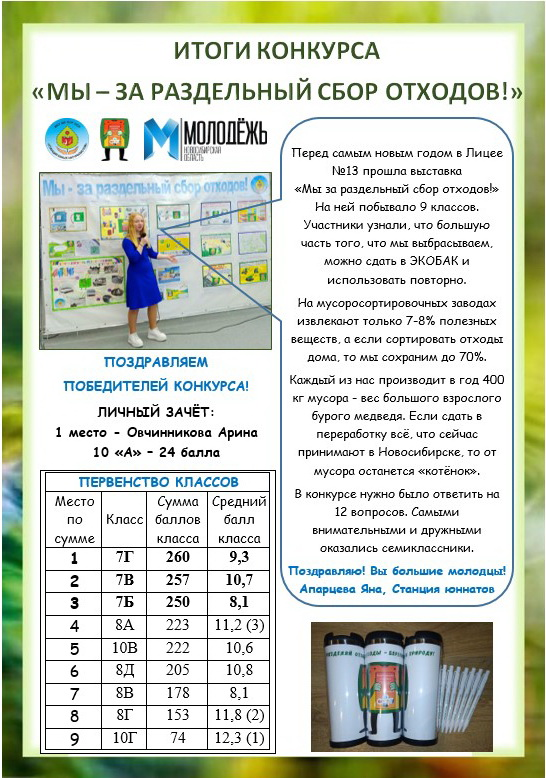 ИТОГИ КОНКУРСА
«МЫ – ЗА РАЗДЕЛЬНЫЙ СБОР ОТХОДОВ!»
МОЛОДЁЖЬ
НОВОСИБИРСКАЯ
ОБЛАСТЬ
Мы - за раздельный сбор отходов!
ПОЗДРАВЛЯЕМ
ПОБЕДИТЕЛЕЙ КОНКУРСА!
ЛИЧНЫЙ ЗАЧЁТ:
1 место - Овчинникова Арина
10 «А» – 24 балла
ПЕРВЕНСТВО КЛАССОВ
Место по сумме Класс Сумма баллов класса Средний балл класса
1 7Г 260 9,3
2 7В 257 10,7
3 7Б 250 8,1
4 8А 223 11,2 (3)
5 10В 222 10,6
6 8Д 205 10,8
7 8В 178 8,1
8 8Г 153 11,8 (2)
9 10Г 74 12,3 (1)
Перед самым новым годом в Лицее
№13 прошла выставка
«Мы за раздельный сбор отходов!»
На ней побывало 9 классов.
Участники узнали, что большую
часть того, что мы выбрасываем,
можно сдать в ЭКОБАК и
использовать повторно.
На мусоросортировочных заводах
извлекают только 7-8% полезных
веществ, а если сортировать отходы
дома, то мы сохраним до 70%.
Каждый из нас производит в год 400
кг мусора - вес большого взрослого
бурого медведя. Если сдать в
переработку всё, что сейчас
принимают в Новосибирске, то от
мусора останется «котёнок».
В конкурсе нужно было ответить на
12 вопросов. Самыми
внимательными и дружными
оказались семиклассники.
Поздравляю! Вы большие молодцы!
Апарцева Яна, Станция юннатов